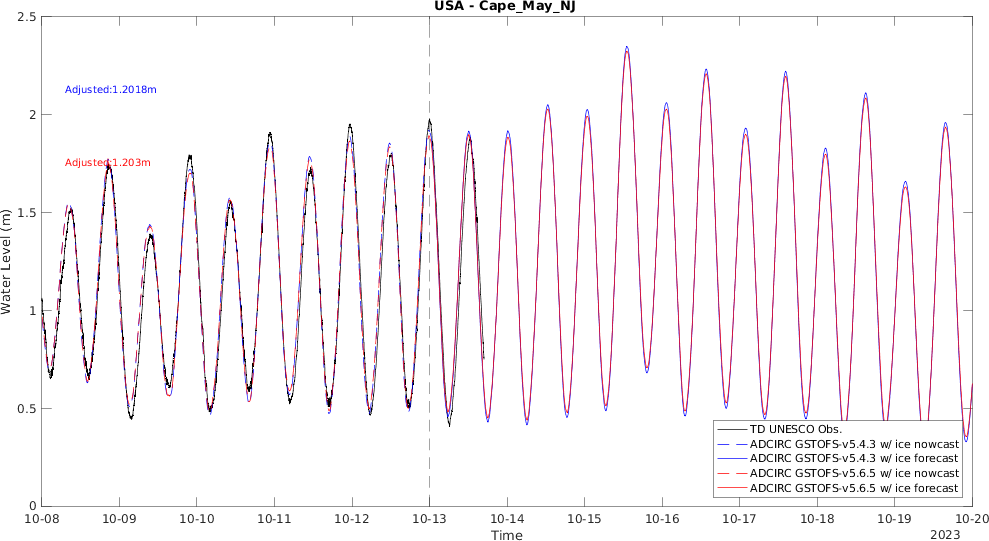 USA - Cape_May_NJ
2.5
2
1.5
1
0.5
0
Water Level (m)
Adjusted:1.2018m
Adjusted:1.203m
TD UNESCO Obs.
ADCIRC GSTOFS-v5.4.3 w/ ice nowcast
ADCIRC GSTOFS-v5.4.3 w/ ice forecast
ADCIRC GSTOFS-v5.6.5 w/ ice nowcast
ADCIRC GSTOFS-v5.6.5 w/ ice forecast
10-08 10-09 10-10 10-11 10-12 10-13 10-14 10-15 10-16 10-17 10-18 10-19 10-20
Time
2023